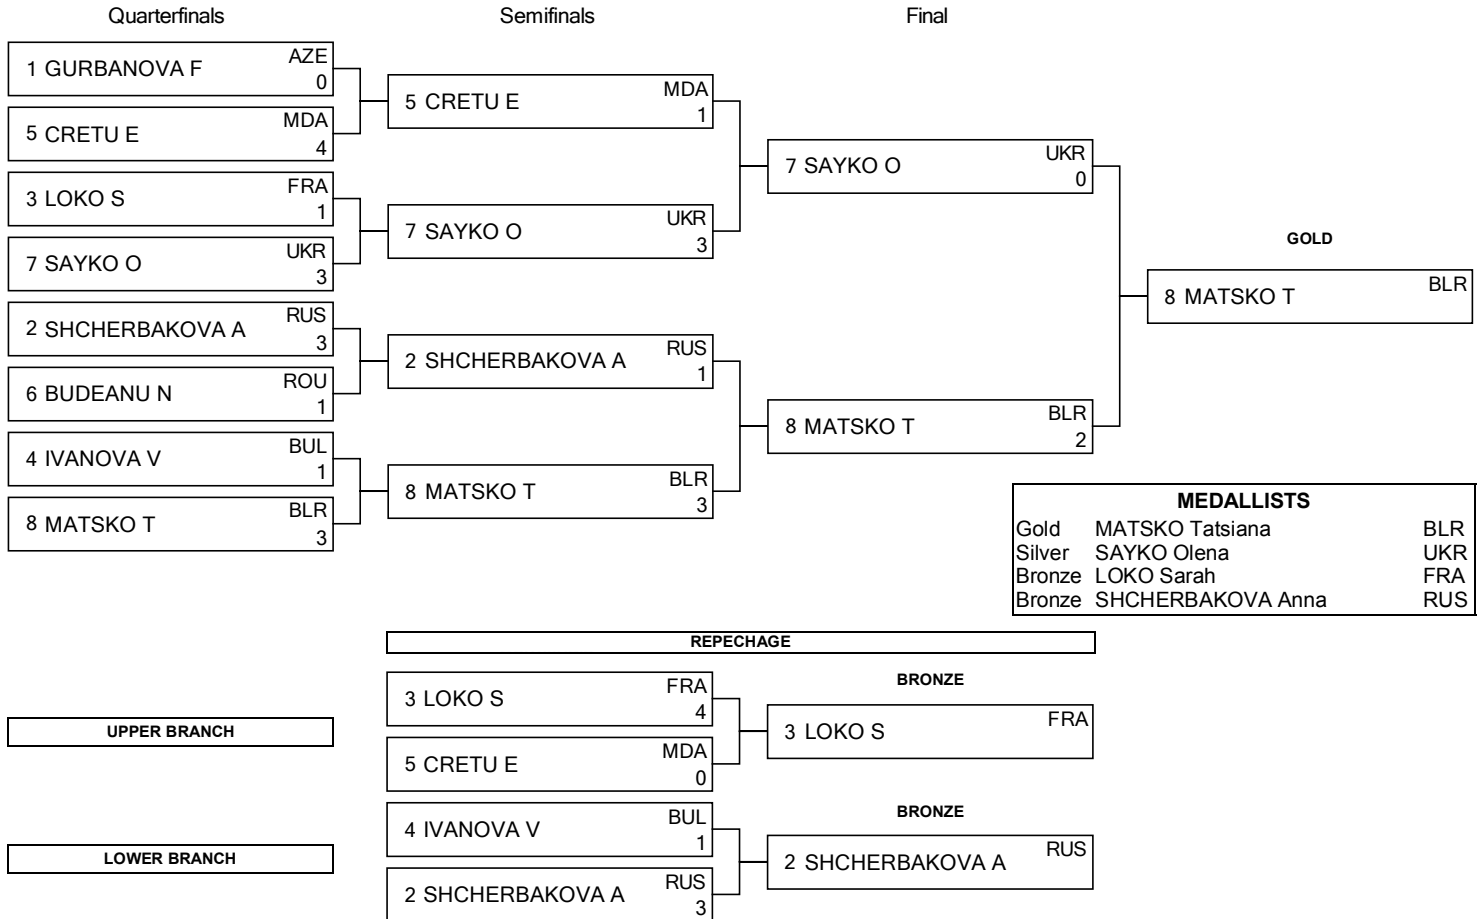 Quarterfinals Semifinals Final
1 GURBANOVA F AZE
0
5 CRETU E MDA
4
3 LOKO S FRA
1
7 SAYKO O UKR
3
2 SHCHERBAKOVA A RUS
3
6 BUDEANU N ROU
1
4 IVANOVA V BUL
1
8 MATSKO T BLR
3
5 CRETU E MDA
1
7 SAYKO O UKR
3
2 SHCHERBAKOVA A RUS
1
8 MATSKO T BLR
3
7 SAYKO O UKR
0
8 MATSKO T BLR
2
GOLD
8 MATSKO T BLR
MEDALLISTS
Gold MATSKO Tatsiana BLR
Silver SAYKO Olena UKR
Bronze LOKO Sarah FRA
Bronze SHCHERBAKOVA Anna RUS
REPECHAGE
UPPER BRANCH
3 LOKO S FRA
4
5 CRETU E MDA
0
BRONZE
3 LOKO S FRA
LOWER BRANCH
4 IVANOVA V BUL
1
2 SHCHERBAKOVA A RUS
3
BRONZE
2 SHCHERBAKOVA A RUS